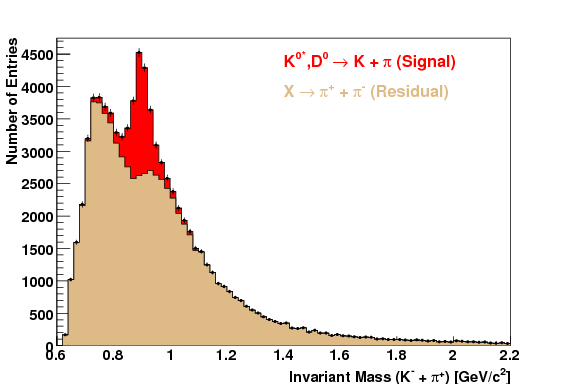 Number of Entries
4500
4000
3500
3000
2500
2000
1500
1000
500
0
K⁰*,D⁰ → K + π (Signal)
X → π⁺ + π⁻ (Residual)
0.6 0.8 1 1.2 1.4 1.6 1.8 2 2.2
Invariant Mass (K⁻ + π⁺) [GeV/c²]